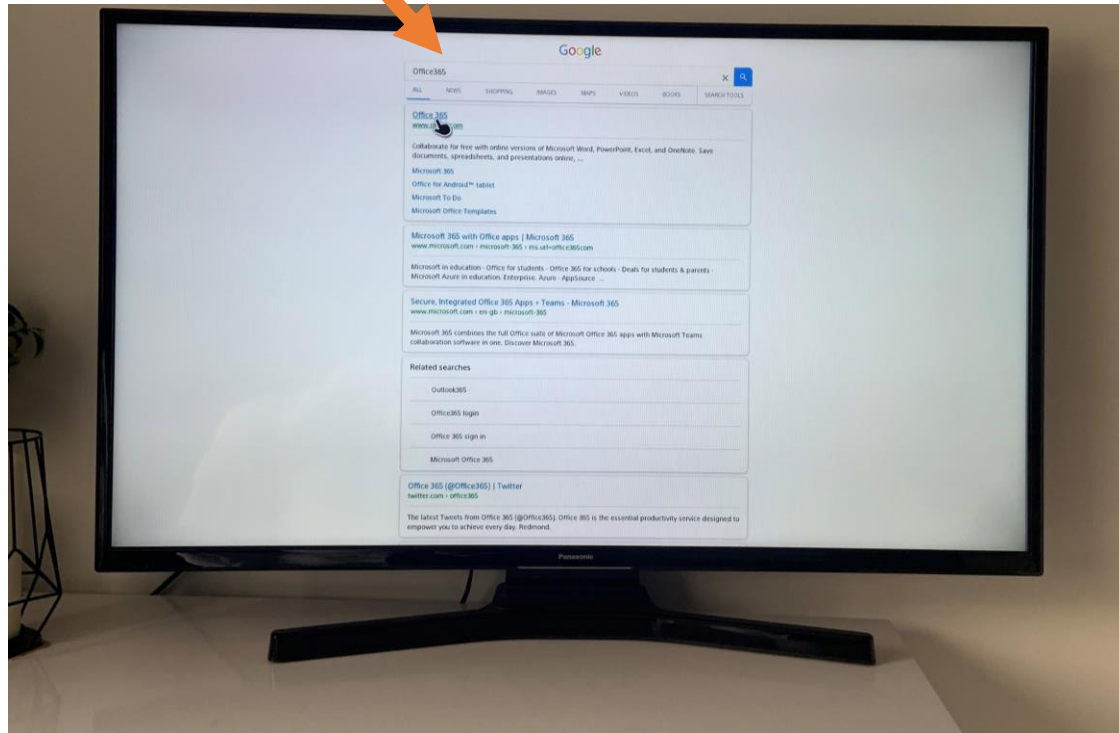 Google
Office365
ALL NEWS SHOPPING IMAGES MAPS VIDEOS BOOKS SEARCH TOOLS
Office 365
Collaborate for free with online versions of Microsoft Word, PowerPoint, Excel, and OneNote. Save
documents, spreadsheets, and presentations online, ...
Microsoft 365
Office for Android™ tablet
Microsoft To Do
Microsoft Office Templates
Microsoft 365 with Office apps | Microsoft 365
www.microsoft.com › microsoft-365 › ms.url=office365com
Microsoft in education · Office for students · Office 365 for schools · Deals for students & parents ·
Microsoft Azure in education. Enterprise. Azure · AppSource ...
Secure, Integrated Office 365 Apps + Teams - Microsoft 365
www.microsoft.com › en-gb › microsoft-365
Microsoft 365 combines the full Office suite of Microsoft Office 365 apps with Microsoft Teams
collaboration software in one. Discover Microsoft 365.
Related searches
Outlook365
Office365 login
Office 365 sign in
Microsoft Office 365
Office 365 (@Office365) | Twitter
twitter.com › office365
The latest Tweets from Office 365 (@Office365). Office 365 is the essential productivity service designed to
empower you to achieve every day. Redmond.
Panasonic